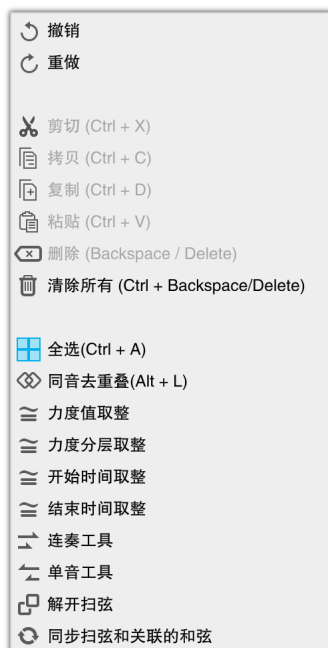 撤销
重做
剪切 (Ctrl + X)
拷贝 (Ctrl + C)
复制 (Ctrl + D)
粘贴 (Ctrl + V)
删除 (Backspace / Delete)
清除所有 (Ctrl + Backspace/Delete)
全选(Ctrl + A)
同音去重叠(Alt + L)
力度值取整
力度分层取整
开始时间取整
结束时间取整
连奏工具
单音工具
解开扫弦
同步扫弦和关联的和弦